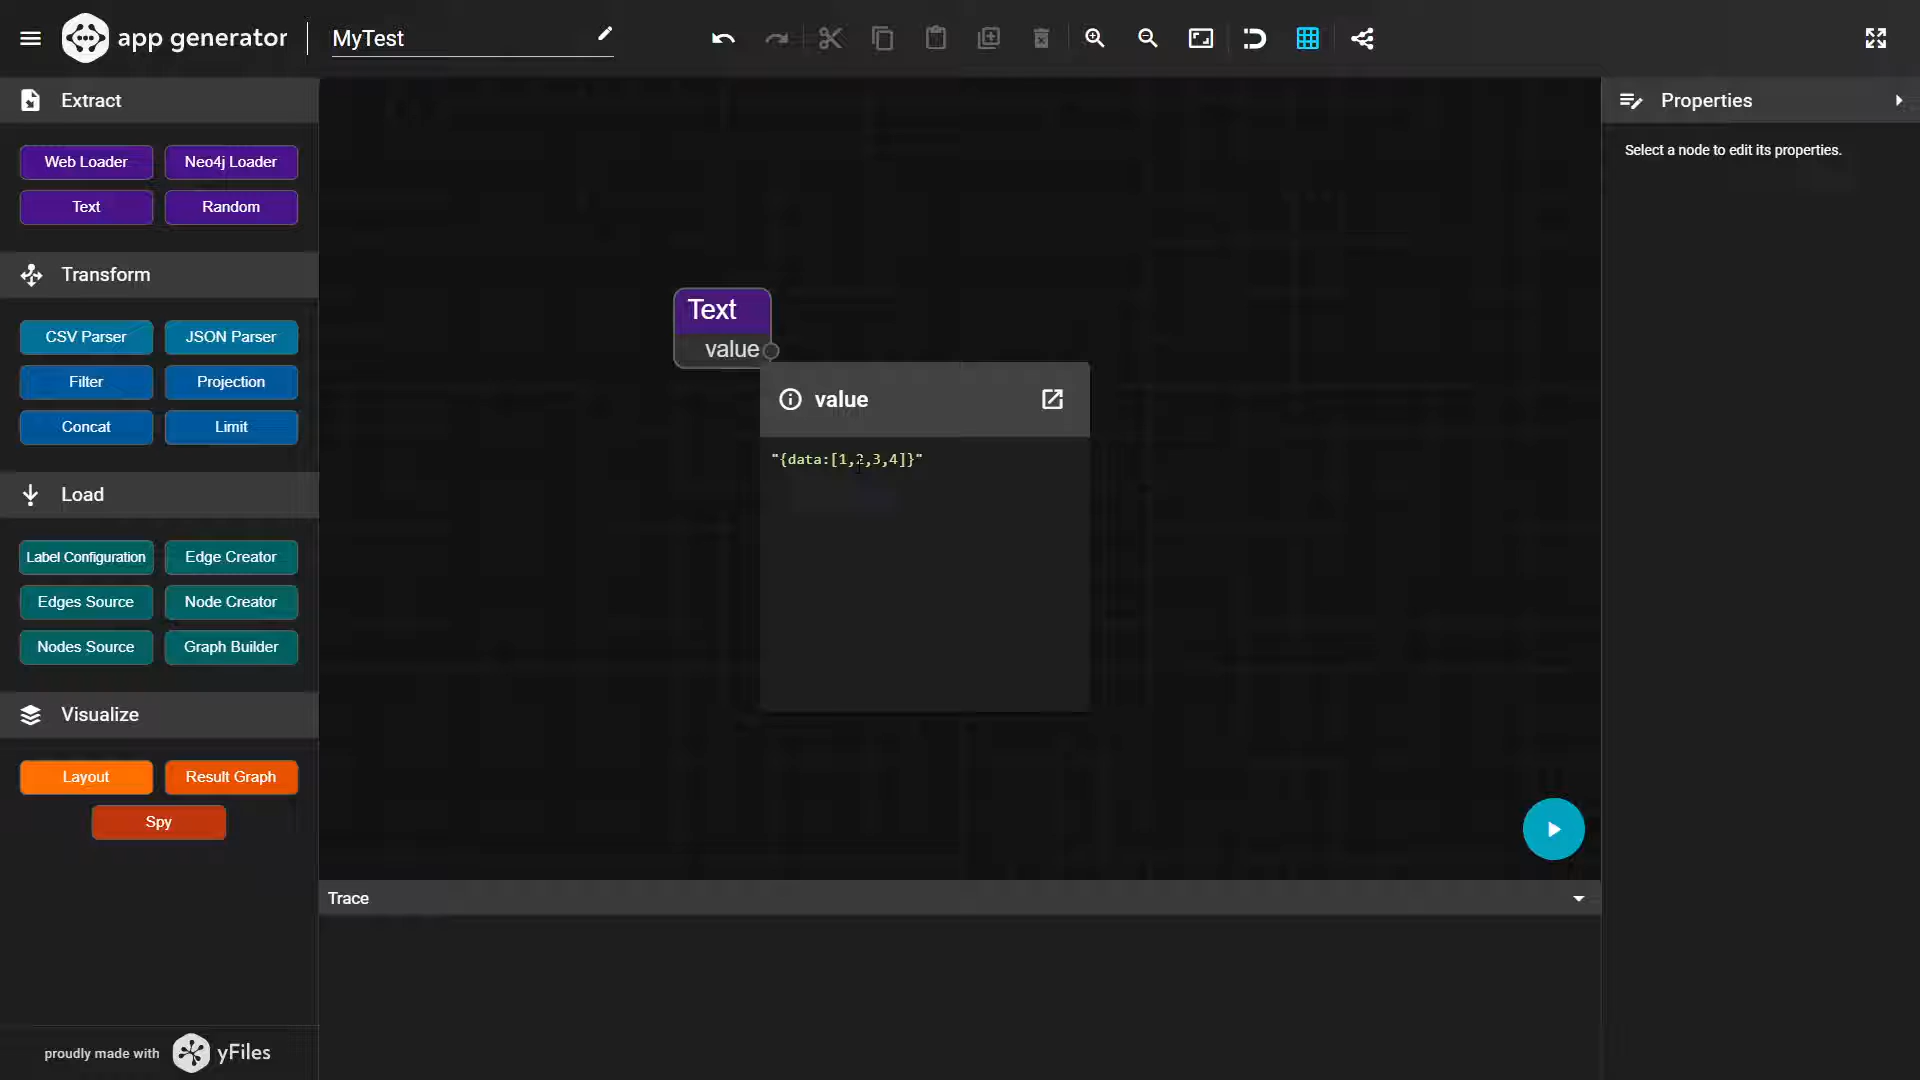 app generator
MyTest
Extract
Web Loader
Neo4j Loader
Text
Random
Transform
CSV Parser
JSON Parser
Filter
Projection
Concat
Limit
Load
Label Configuration
Edge Creator
Edges Source
Node Creator
Nodes Source
Graph Builder
Visualize
Layout
Result Graph
Spy
proudly made with
yFiles
Text
value
value
"{data:[1,2,3,4]}"
Trace
Properties
Select a node to edit its properties.